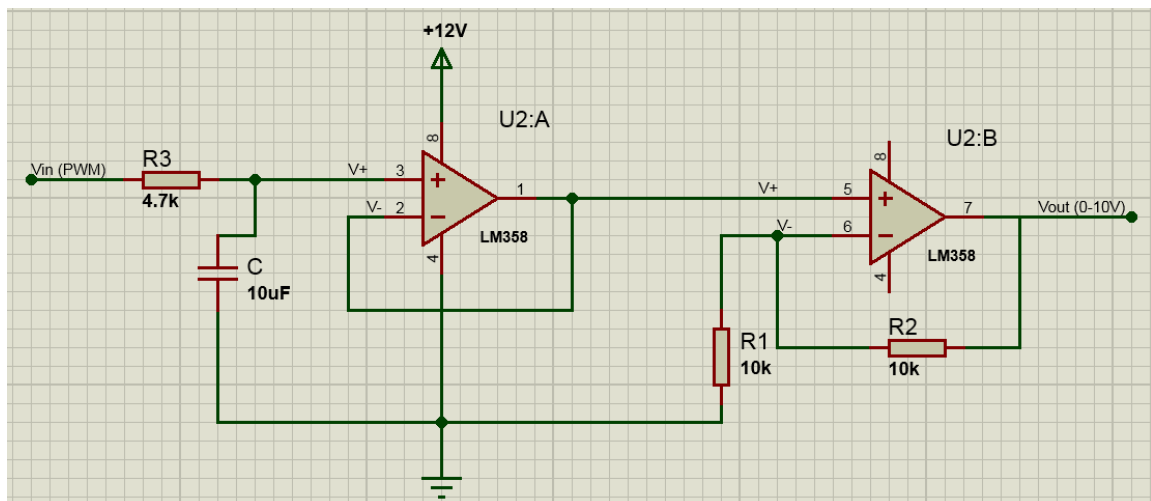 +12V
U2:A
U2:B
8
8
Vin (PWM)
R3
V+
3
1
V+
5
7
Vout (0-10V)
4.7k
V-
2
V-
6
LM358
LM358
4
4
C
10uF
R1
10k
R2
10k